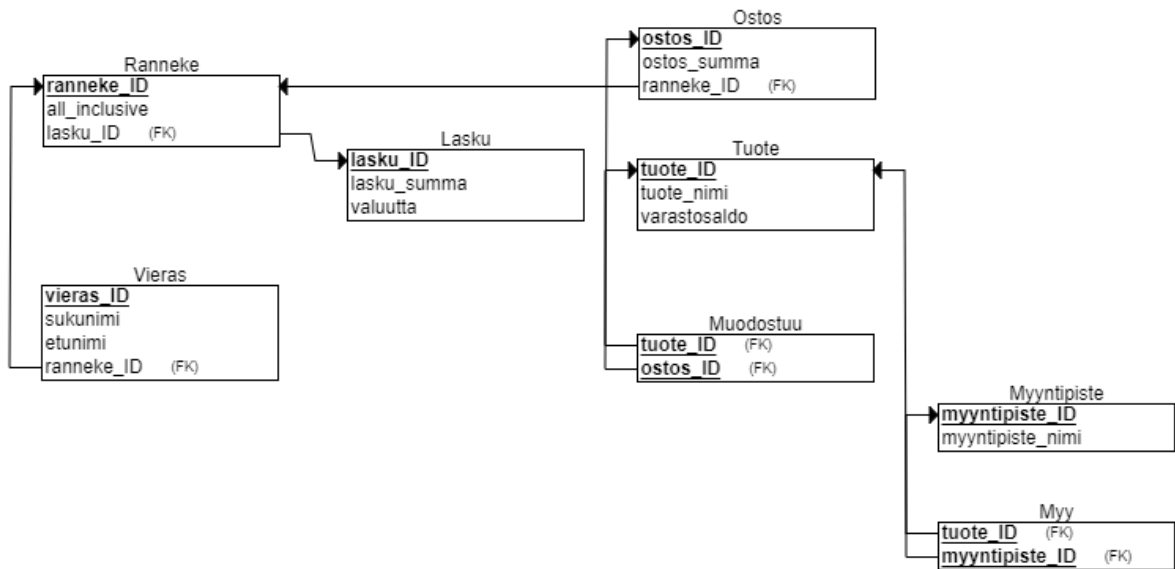 Ostos
ostos_ID
ostos_summa
ranneke_ID (FK)
Ranneke
ranneke_ID
all_inclusive
lasku_ID (FK)
Lasku
lasku_ID
lasku_summa
valuutta
Tuote
tuote_ID
tuote_nimi
varastosaldo
Vieras
vieras_ID
sukunimi
etunimi
ranneke_ID (FK)
Muodostuu
tuote_ID (FK)
ostos_ID (FK)
Myyntipiste
myyntipiste_ID
myyntipiste_nimi
Myy
tuote_ID (FK)
myyntipiste_ID (FK)